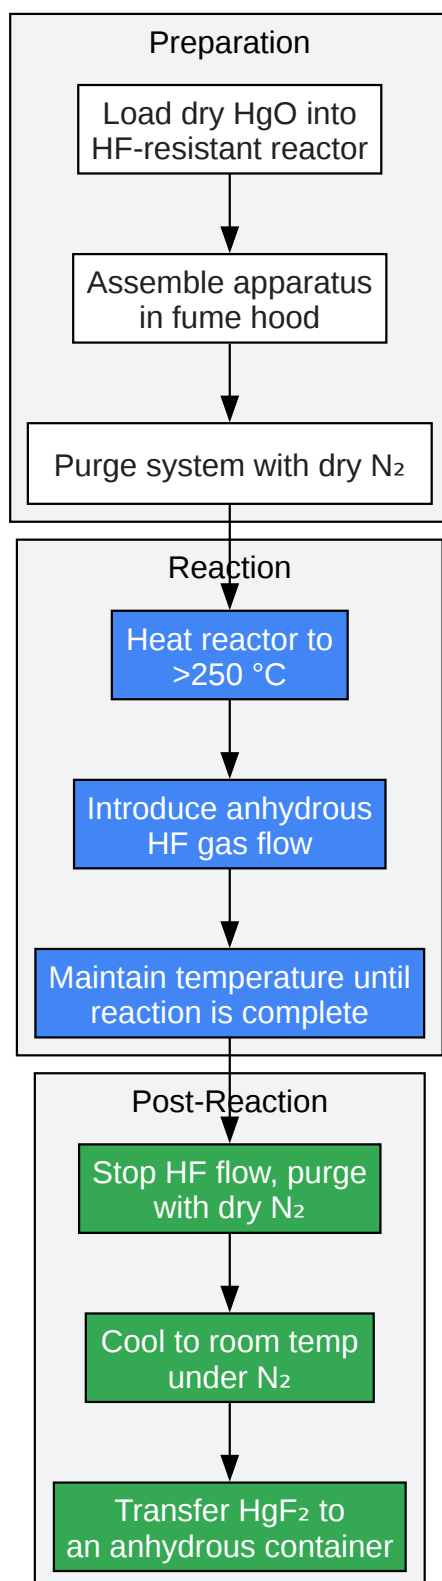 Preparation
Load dry HgO into
HF-resistant reactor
Assemble apparatus
in fume hood
Purge system with dry N₂
Reaction
Heat reactor to
>250 °C
Introduce anhydrous
HF gas flow
Maintain temperature until
reaction is complete
Post-Reaction
Stop HF flow, purge
with dry N₂
Cool to room temp
under N₂
Transfer HgF₂ to
an anhydrous container